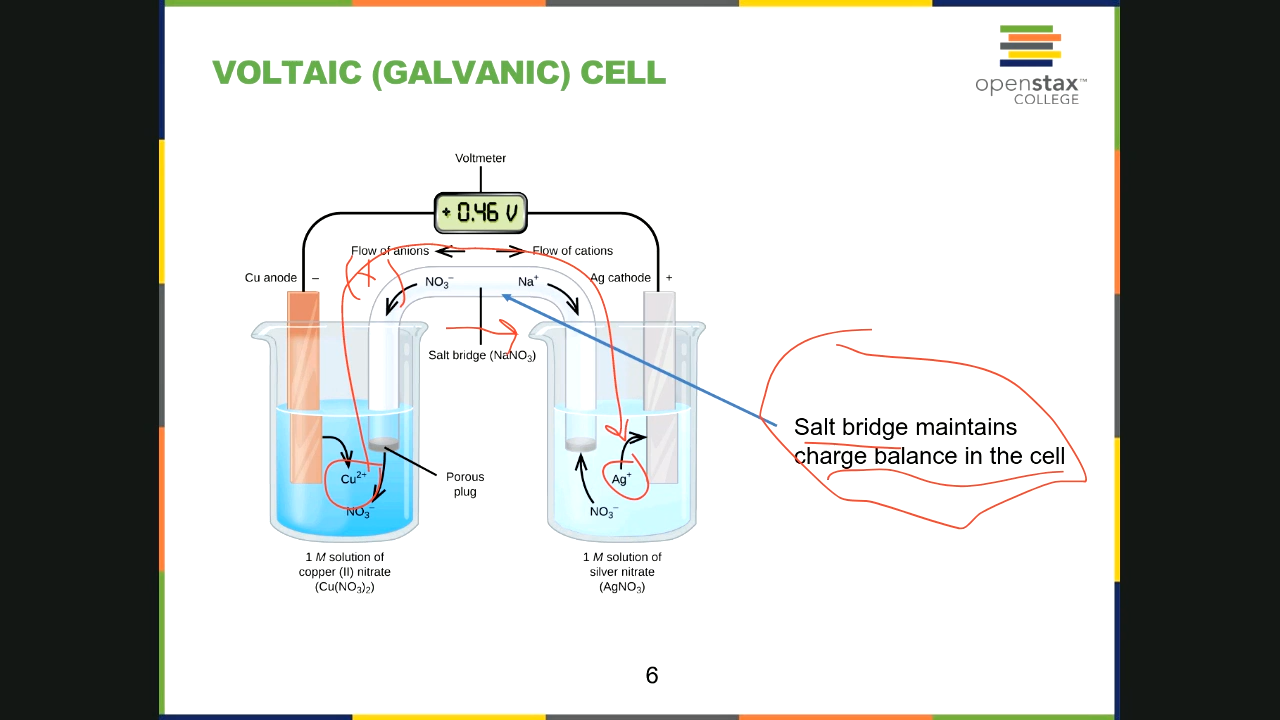 VOLTAIC (GALVANIC) CELL
openstax™
COLLEGE
Voltmeter
+ 0.46 V
Flow of anions
Flow of cations
Cu anode –
Ag cathode +
NO₃⁻
Na⁺
Salt bridge (NaNO₃)
Salt bridge maintains
charge balance in the cell
Cu²⁺
Ag⁺
Porous
plug
NO₃⁻
NO₃⁻
1 M solution of
copper (II) nitrate
(Cu(NO₃)₂)
1 M solution of
silver nitrate
(AgNO₃)
6